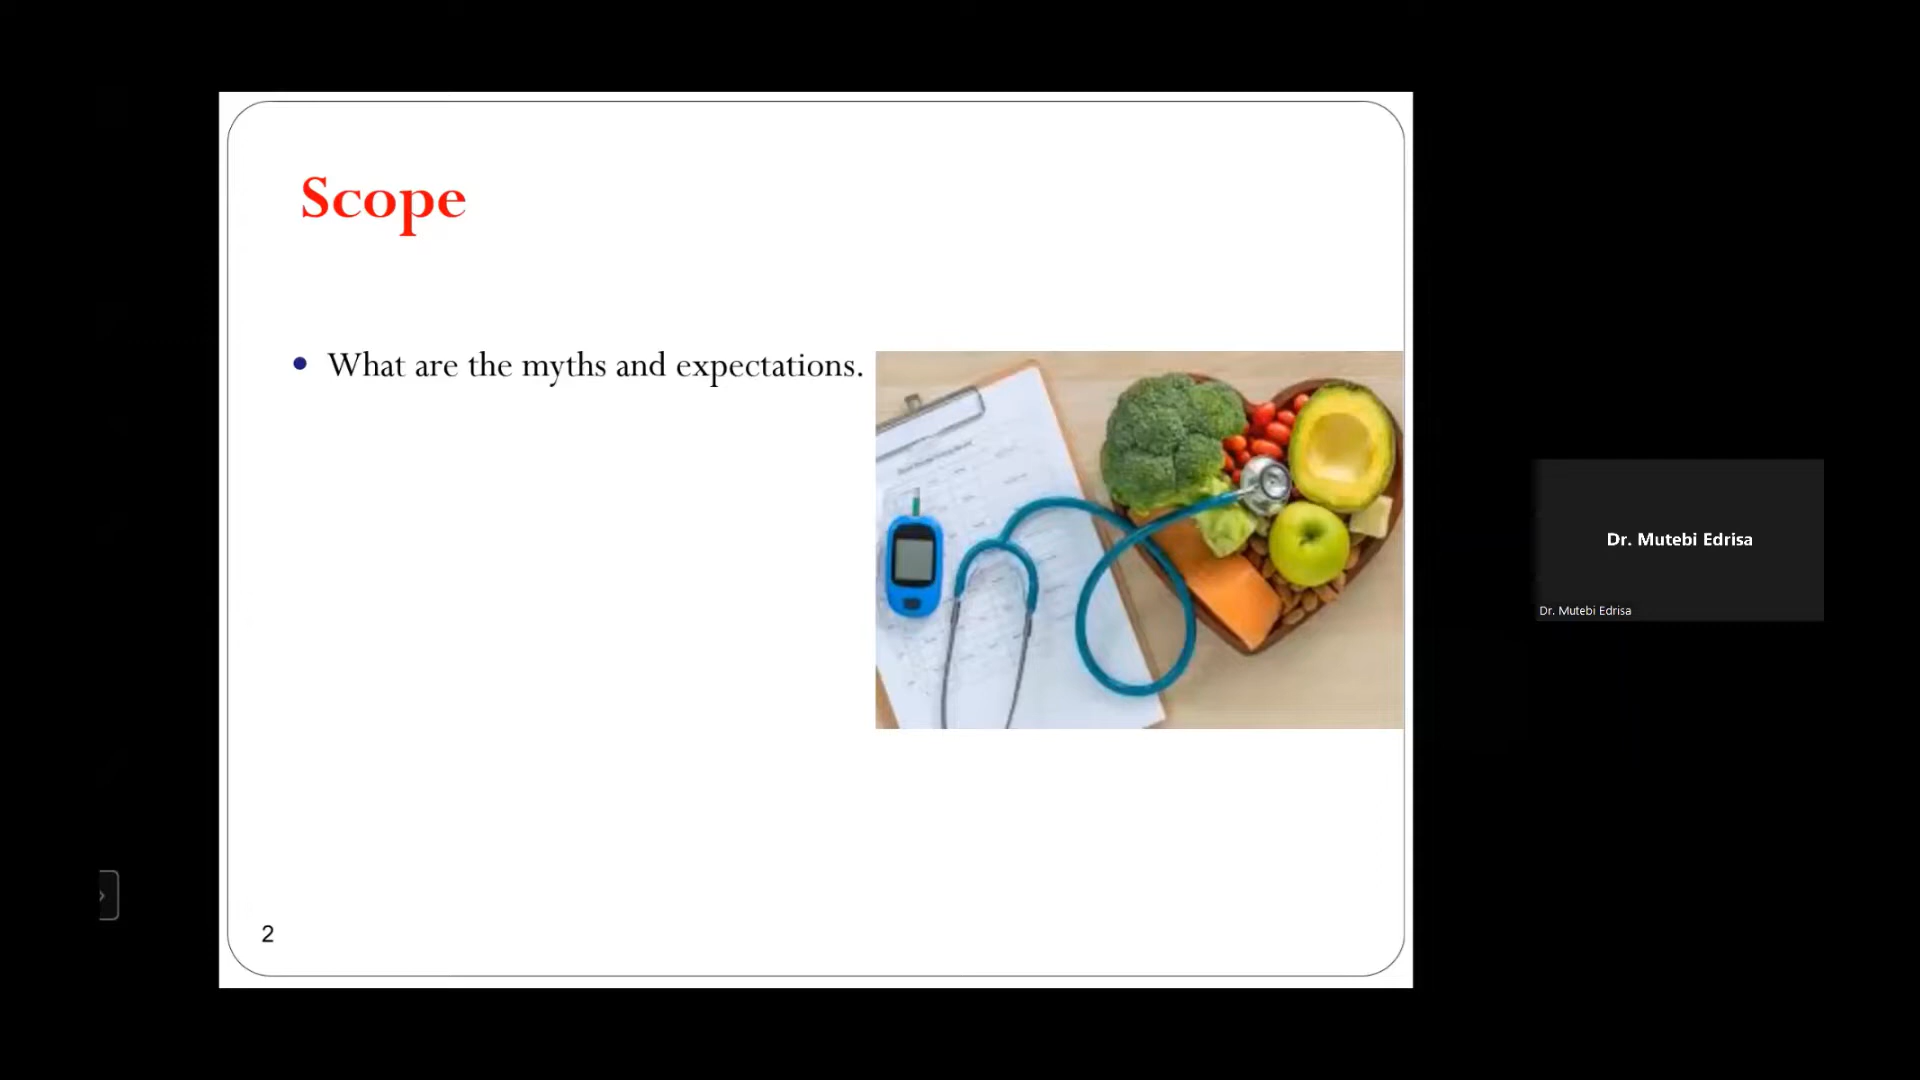 Scope
• What are the myths and expectations.
2
Dr. Mutebi Edrisa
Dr. Mutebi Edrisa